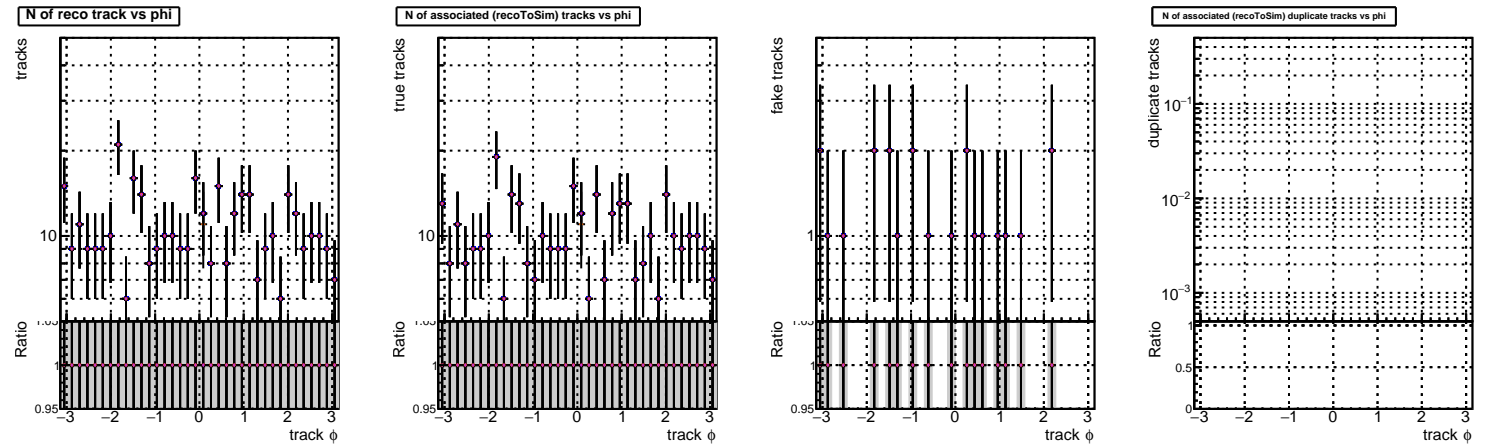 N of reco track vs phi
tracks
10
Ratio
1
0.95
−3 −2 −1 0 1 2 3
track ϕ
N of associated (recoToSim) tracks vs phi
true tracks
10
Ratio
1
0.95
−3 −2 −1 0 1 2 3
track ϕ
fake tracks
1
Ratio
1
0.95
−3 −2 −1 0 1 2 3
track ϕ
N of associated (recoToSim) duplicate tracks vs phi
duplicate tracks
10⁻¹
10⁻²
10⁻³
Ratio
1
0.5
0
−3 −2 −1 0 1 2 3
track ϕ